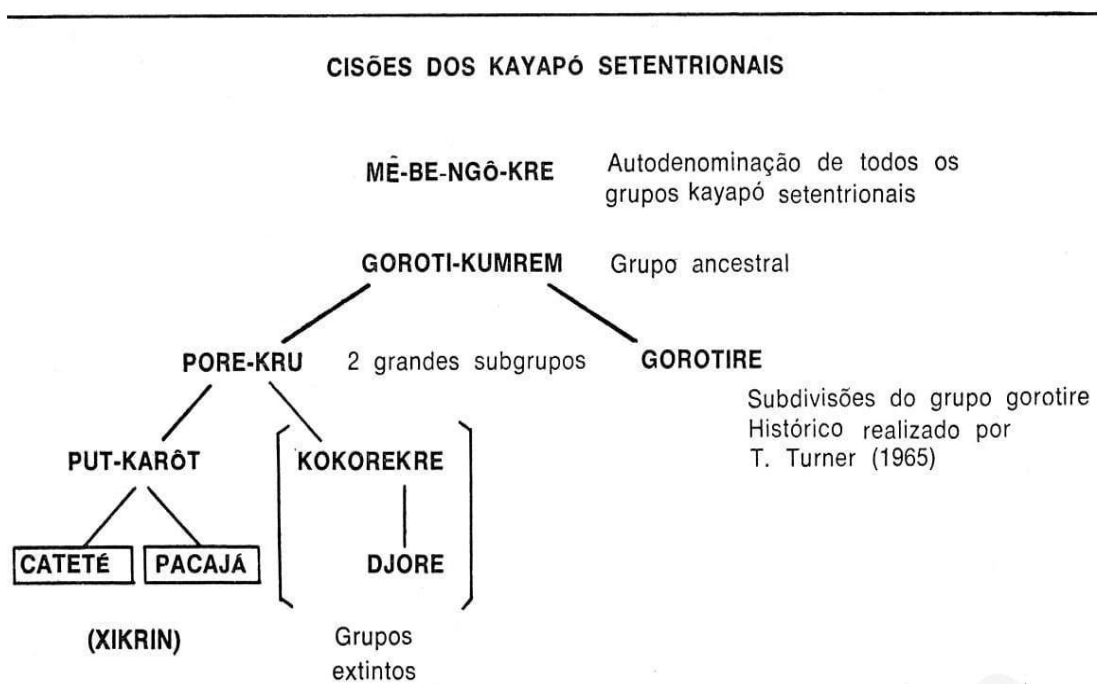 CISÕES DOS KAYAPÓ SETENTRIONAIS
MẼ-BE-NGÔ-KRE
Autodenominação de todos os
grupos kayapó setentrionais
GOROTI-KUMREM
Grupo ancestral
PORE-KRU
2 grandes subgrupos
GOROTIRE
Subdivisões do grupo gorotire
Histórico realizado por
T. Turner (1965)
PUT-KARÔT
KOKOREKRE
CATETÉ
PACAJÁ
DJORE
(XIKRIN)
Grupos
extintos